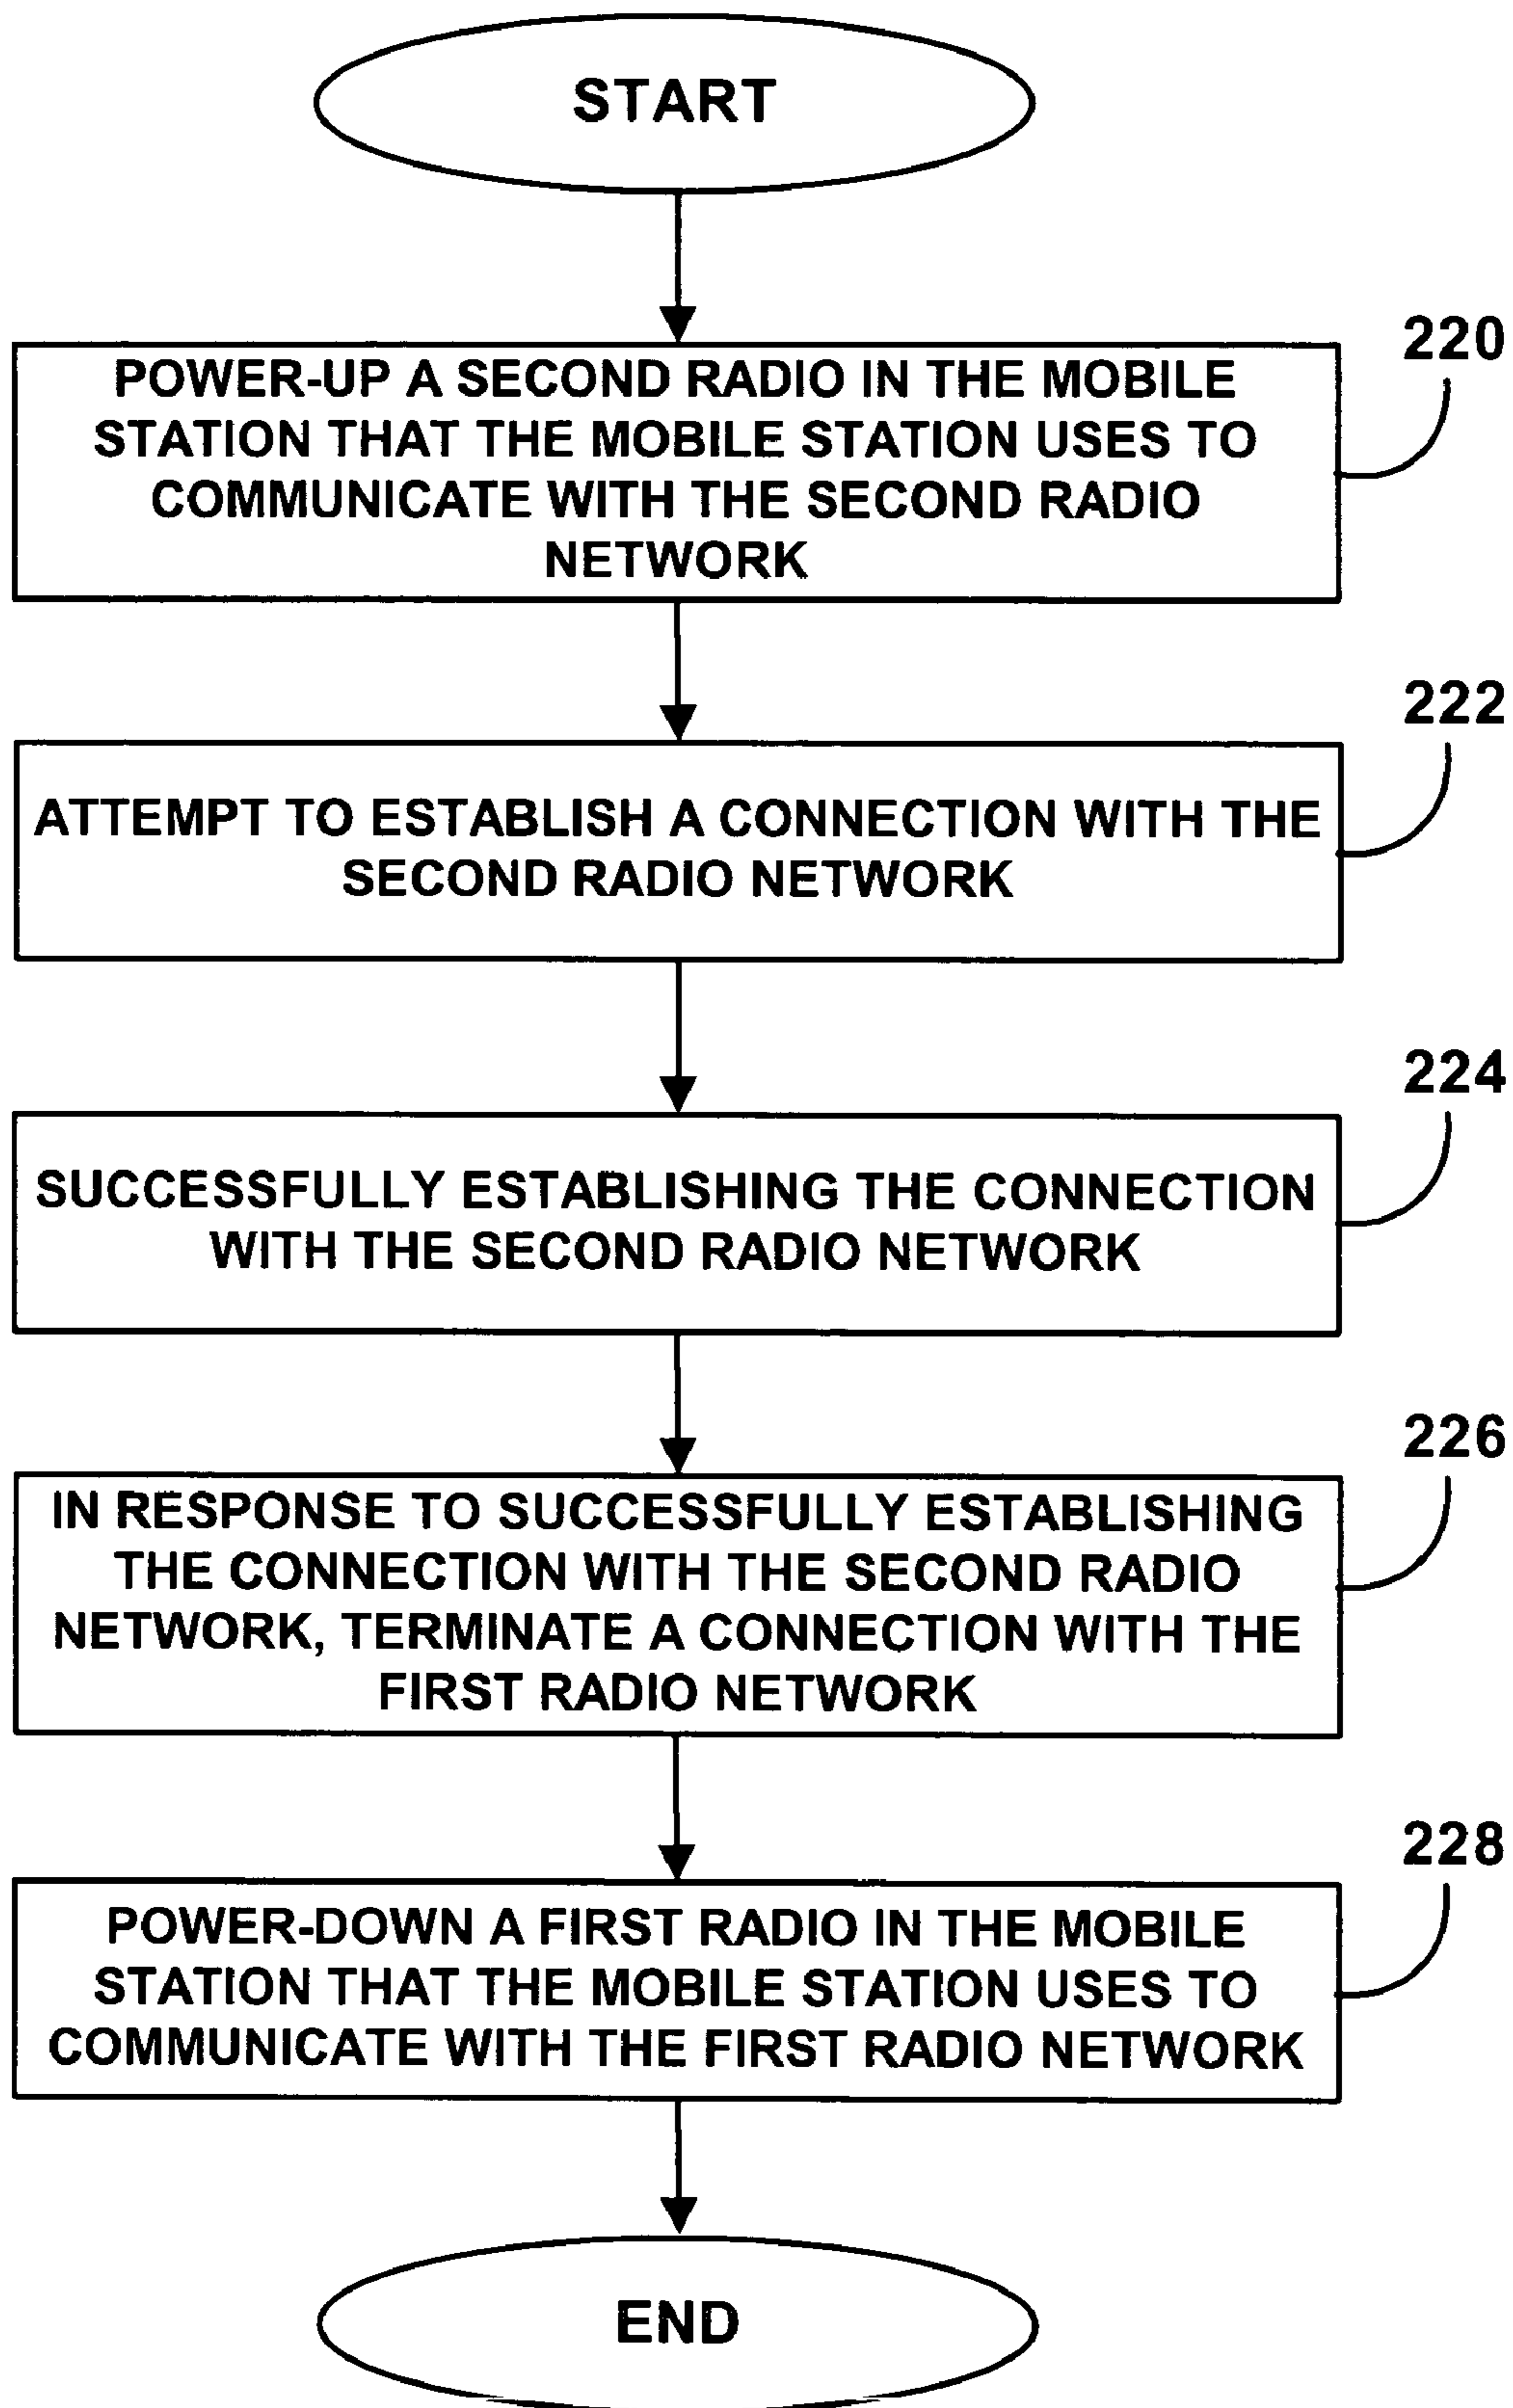 START
220
POWER-UP A SECOND RADIO IN THE MOBILE
STATION THAT THE MOBILE STATION USES TO
COMMUNICATE WITH THE SECOND RADIO
NETWORK
222
ATTEMPT TO ESTABLISH A CONNECTION WITH THE
SECOND RADIO NETWORK
224
SUCCESSFULLY ESTABLISHING THE CONNECTION
WITH THE SECOND RADIO NETWORK
226
IN RESPONSE TO SUCCESSFULLY ESTABLISHING
THE CONNECTION WITH THE SECOND RADIO
NETWORK, TERMINATE A CONNECTION WITH THE
FIRST RADIO NETWORK
228
POWER-DOWN A FIRST RADIO IN THE MOBILE
STATION THAT THE MOBILE STATION USES TO
COMMUNICATE WITH THE FIRST RADIO NETWORK
END